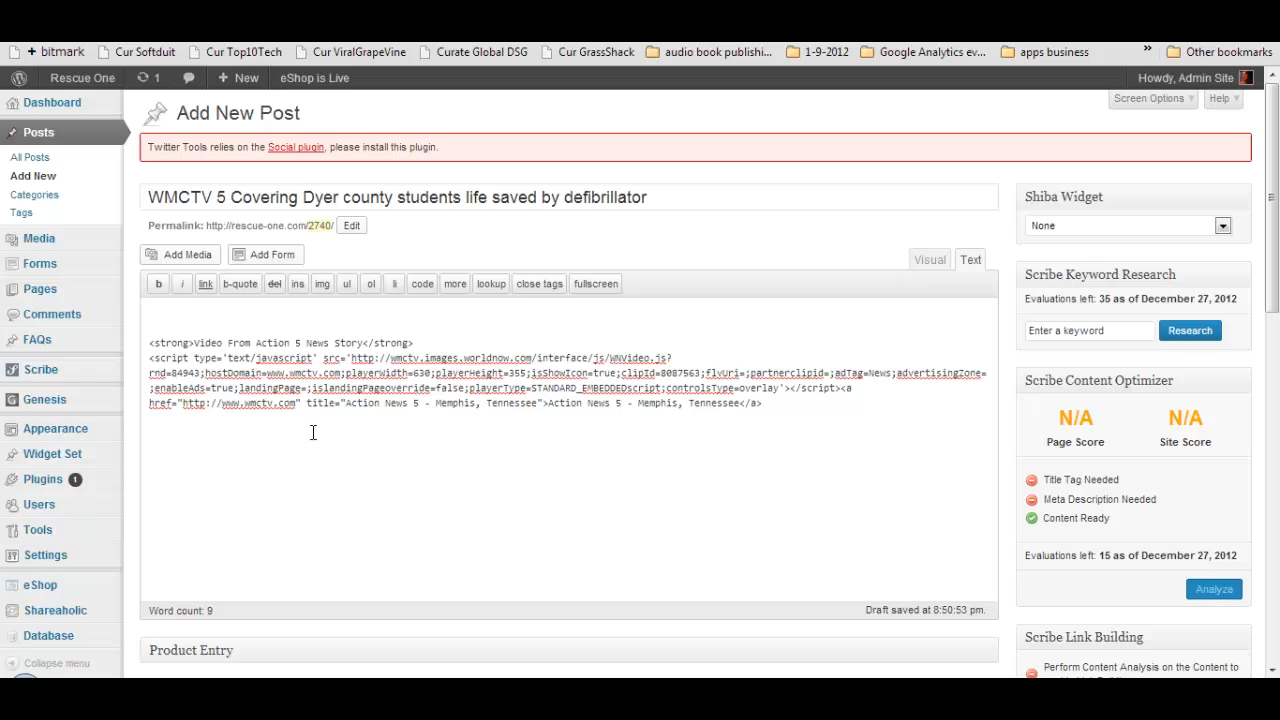 + bitmark Cur Softduit Cur Top10Tech Cur ViralGrapeVine Curate Global DSG Cur GrassShack audio book publishi... 1-9-2012 Google Analytics ev... apps business » Other bookmarks
Rescue One 1 + New eShop is Live Howdy, Admin Site
Dashboard
Posts
All Posts
Add New
Categories
Tags
Media
Forms
Pages
Comments
FAQs
Scribe
Genesis
Appearance
Widget Set
Plugins 1
Users
Tools
Settings
eShop
Shareaholic
Database
Collapse menu
Screen Options Help
Add New Post
Twitter Tools relies on the Social plugin, please install this plugin.
WMCTV 5 Covering Dyer county students life saved by defibrillator
Permalink: http://rescue-one.com/2740/ Edit
Add Media Add Form Visual Text
b i link b-quote del ins img ul ol li code more lookup close tags fullscreen
<strong>Video From Action 5 News Story</strong>
<script type='text/javascript' src='http://wmctv.images.worldnow.com/interface/js/WNVideo.js?
rnd=84943;hostDomain=www.wmctv.com;playerWidth=630;playerHeight=355;isShowIcon=true;clipId=8087563;flvUri=;partnerclipid=;adTag=News;advertisingZone=
;enableAds=true;landingPage=;islandingPageoverride=false;playerType=STANDARD_EMBEDDEDscript;controlsType=overlay'></script><a
href="http://www.wmctv.com" title="Action News 5 - Memphis, Tennessee">Action News 5 - Memphis, Tennessee</a>
Word count: 9 Draft saved at 8:50:53 pm.
Product Entry
Shiba Widget
None
Scribe Keyword Research
Evaluations left: 35 as of December 27, 2012
Enter a keyword Research
Scribe Content Optimizer
N/A N/A
Page Score Site Score
Title Tag Needed
Meta Description Needed
Content Ready
Evaluations left: 15 as of December 27, 2012
Analyze
Scribe Link Building
Perform Content Analysis on the Content to